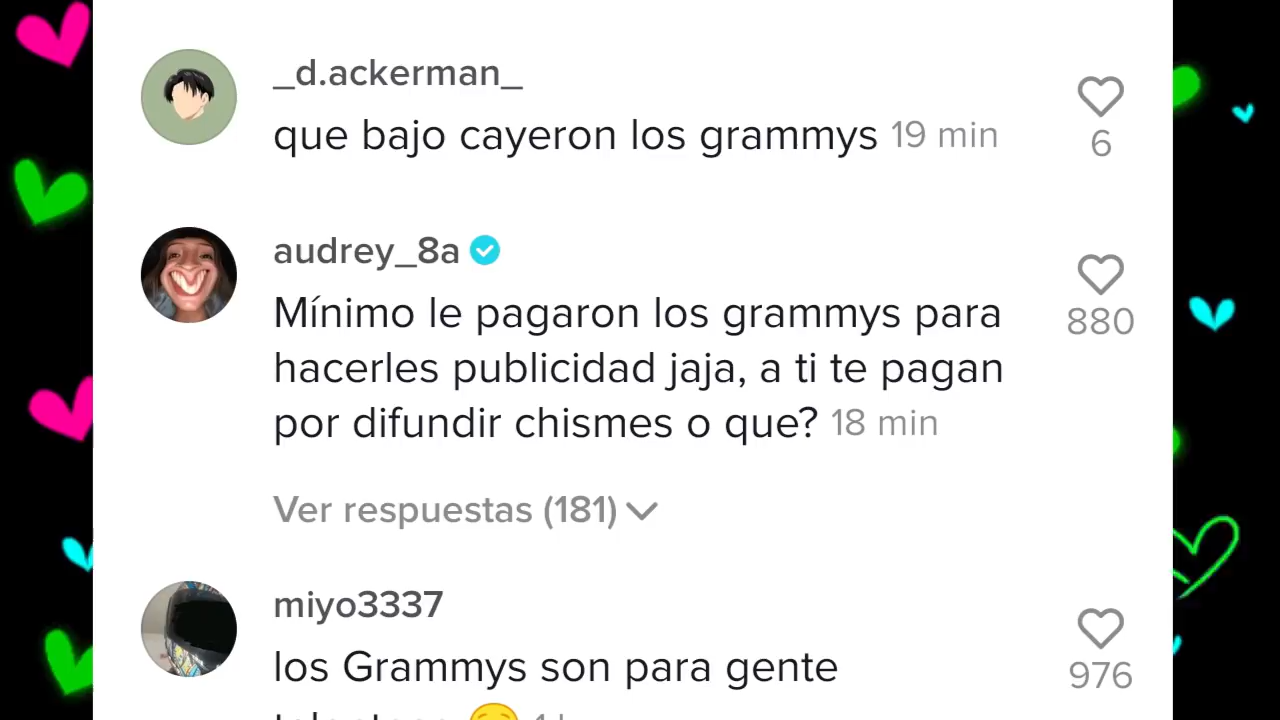 _d.ackerman_
que bajo cayeron los grammys 19 min
6
audrey_8a
Mínimo le pagaron los grammys para
880
hacerles publicidad jaja, a ti te pagan
por difundir chismes o que? 18 min
Ver respuestas (181)
miyo3337
los Grammys son para gente
976